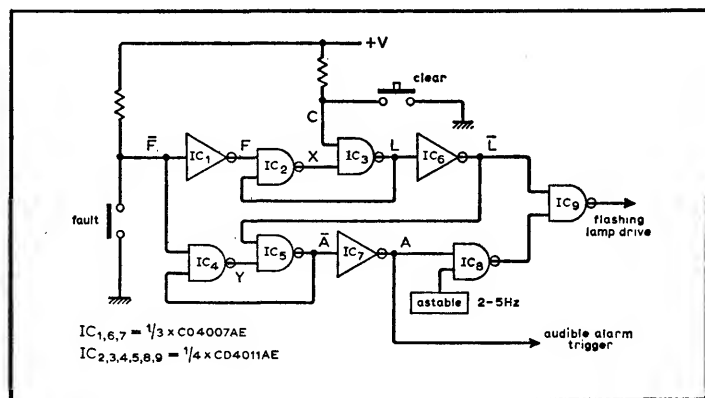 +V
clear
C
F̅
IC₁
F
IC₂
X
IC₃
L
IC₆
L̅
IC₉
flashing
lamp drive
fault
IC₄
Y
IC₅
A̅
IC₇
A
IC₈
astable
2-5Hz
audible alarm
trigger
IC₁,₆,₇ = 1/3 x CO4007AE
IC₂,₃,₄,₅,₈,₉ = 1/4 x CD4011AE